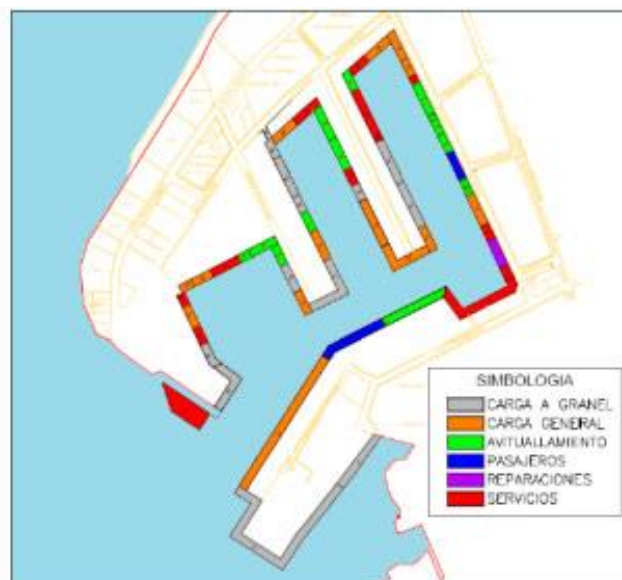 SIMBOLOGIA
CARGA A GRANEL
CARGA GENERAL
AVITUALLAMIENTO
PASAJEROS
REPARACIONES
SERVICIOS